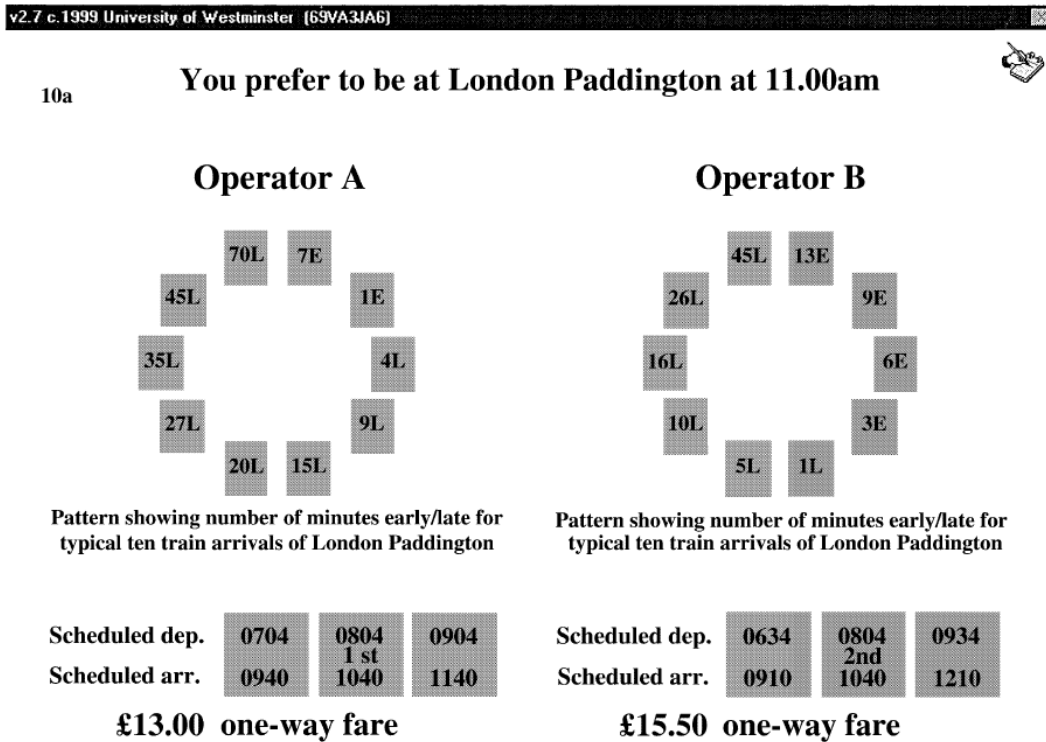 v2.7 c.1999 University of Westminster (69VA3JA6)
10a
You prefer to be at London Paddington at 11.00am
Operator A
70L 7E
45L 1E
35L 4L
27L 9L
20L 15L
Pattern showing number of minutes early/late for
typical ten train arrivals of London Paddington
Scheduled dep. 0704 0804 0904
1 st
Scheduled arr. 0940 1040 1140
£13.00 one-way fare
Operator B
45L 13E
26L 9E
16L 6E
10L 3E
5L 1L
Pattern showing number of minutes early/late for
typical ten train arrivals of London Paddington
Scheduled dep. 0634 0804 0934
2nd
Scheduled arr. 0910 1040 1210
£15.50 one-way fare